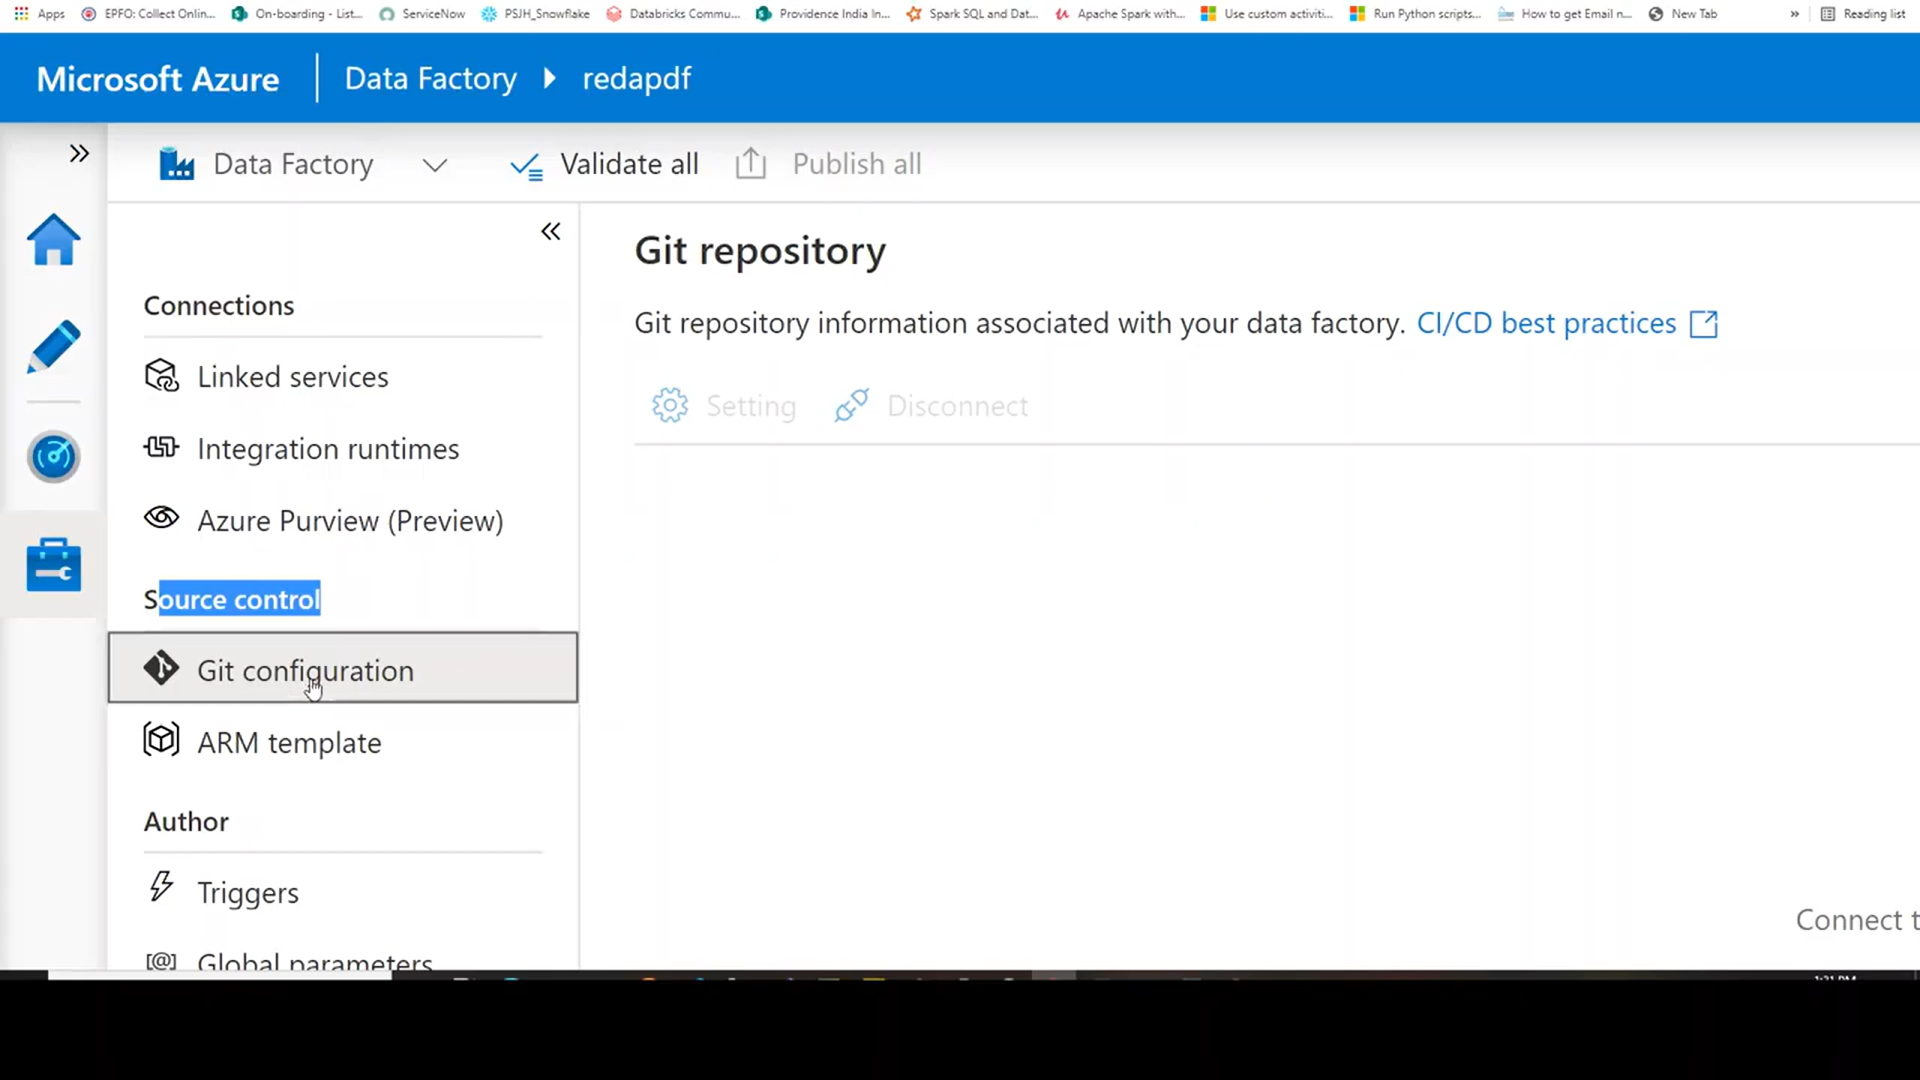 Apps EPFO: Collect Onlin... On-boarding - List... ServiceNow PSJH_Snowflake Databricks Commu... Providence India In... Spark SQL and Dat... Apache Spark with... Use custom activiti... Run Python scripts... How to get Email n... New Tab » Reading list
Microsoft Azure Data Factory redapdf
Data Factory Validate all Publish all
Connections
Linked services
Integration runtimes
Azure Purview (Preview)
Source control
Git configuration
ARM template
Author
Triggers
Global parameters
Git repository
Git repository information associated with your data factory. CI/CD best practices
Setting Disconnect
Connect t
1:31 PM